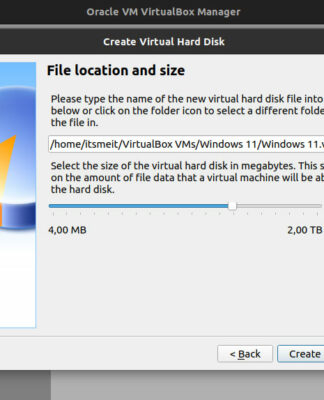 Oracle VM VirtualBox Manager
Create Virtual Hard Disk
File location and size
Please type the name of the new virtual hard disk file into
below or click on the folder icon to select a different folde
the file in.
/home/itsmeit/VirtualBox VMs/Windows 11/Windows 11.v
Select the size of the virtual hard disk in megabytes. This s
on the amount of file data that a virtual machine will be ab
the hard disk.
4,00 MB
2,00 TB
< Back
Create